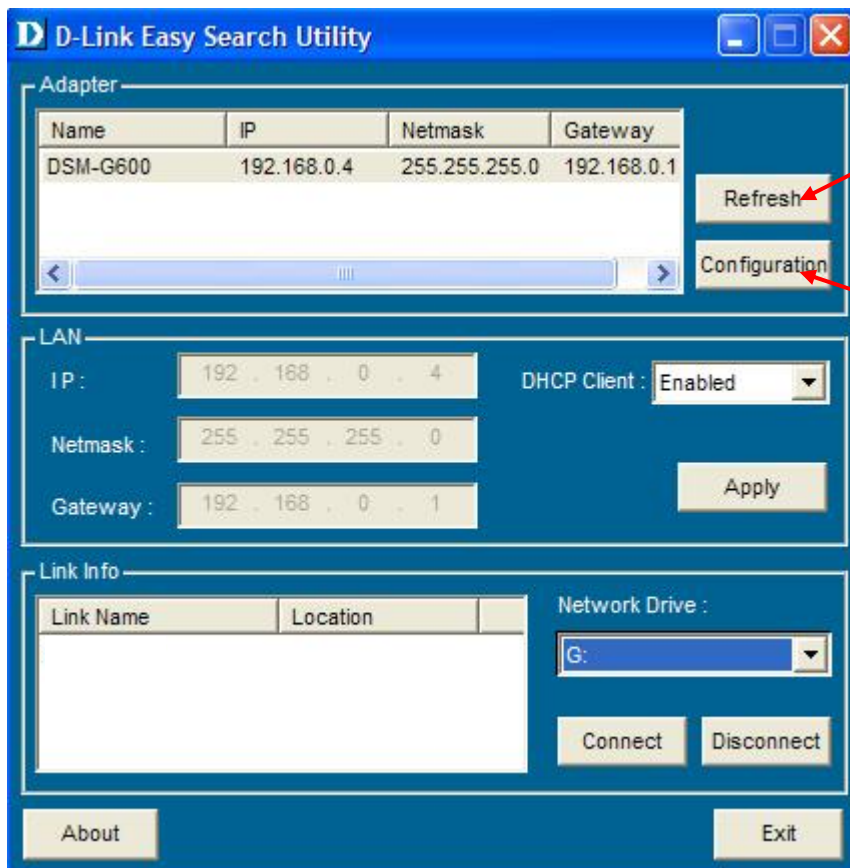 D D-Link Easy Search Utility
Adapter
Name IP Netmask Gateway
DSM-G600 192.168.0.4 255.255.255.0 192.168.0.1
Refresh
Configuration
LAN
IP: 192 . 168 . 0 . 4 DHCP Client : Enabled
Netmask : 255 . 255 . 255 . 0
Gateway : 192 . 168 . 0 . 1 Apply
Link Info
Link Name Location
Network Drive :
G:
Connect Disconnect
About Exit